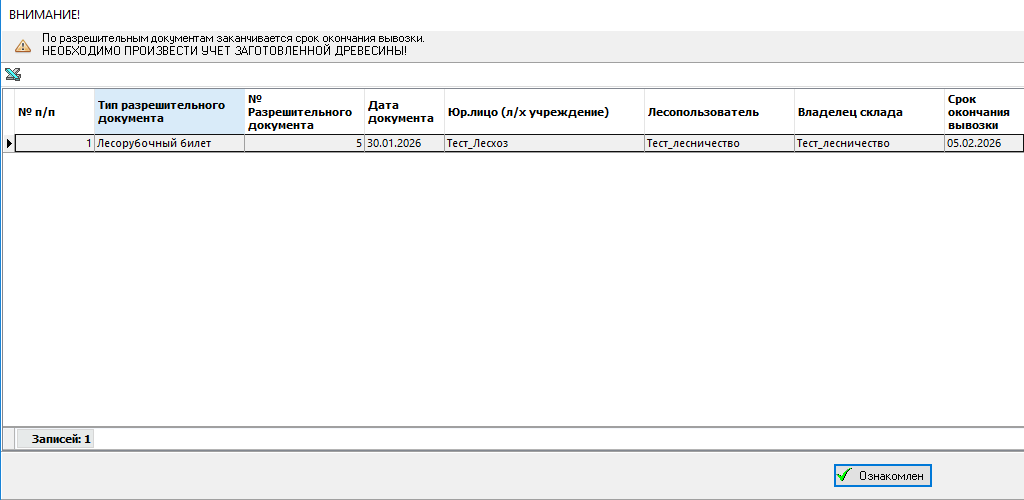 ВНИМАНИЕ!
По разрешительным документам заканчивается срок окончания вывозки.
НЕОБХОДИМО ПРОИЗВЕСТИ УЧЕТ ЗАГОТОВЛЕННОЙ ДРЕВЕСИНЫ!
№ п/п
Тип разрешительного
документа
№
Разрешительного
документа
Дата
документа
Юр.лицо (л/х учреждение)
Лесопользователь
Владелец склада
Срок
окончания
вывозки
1 Лесорубочный билет 5 30.01.2026 Тест_Лесхоз Тест_лесничество Тест_лесничество 05.02.2026
Записей: 1
Ознакомлен